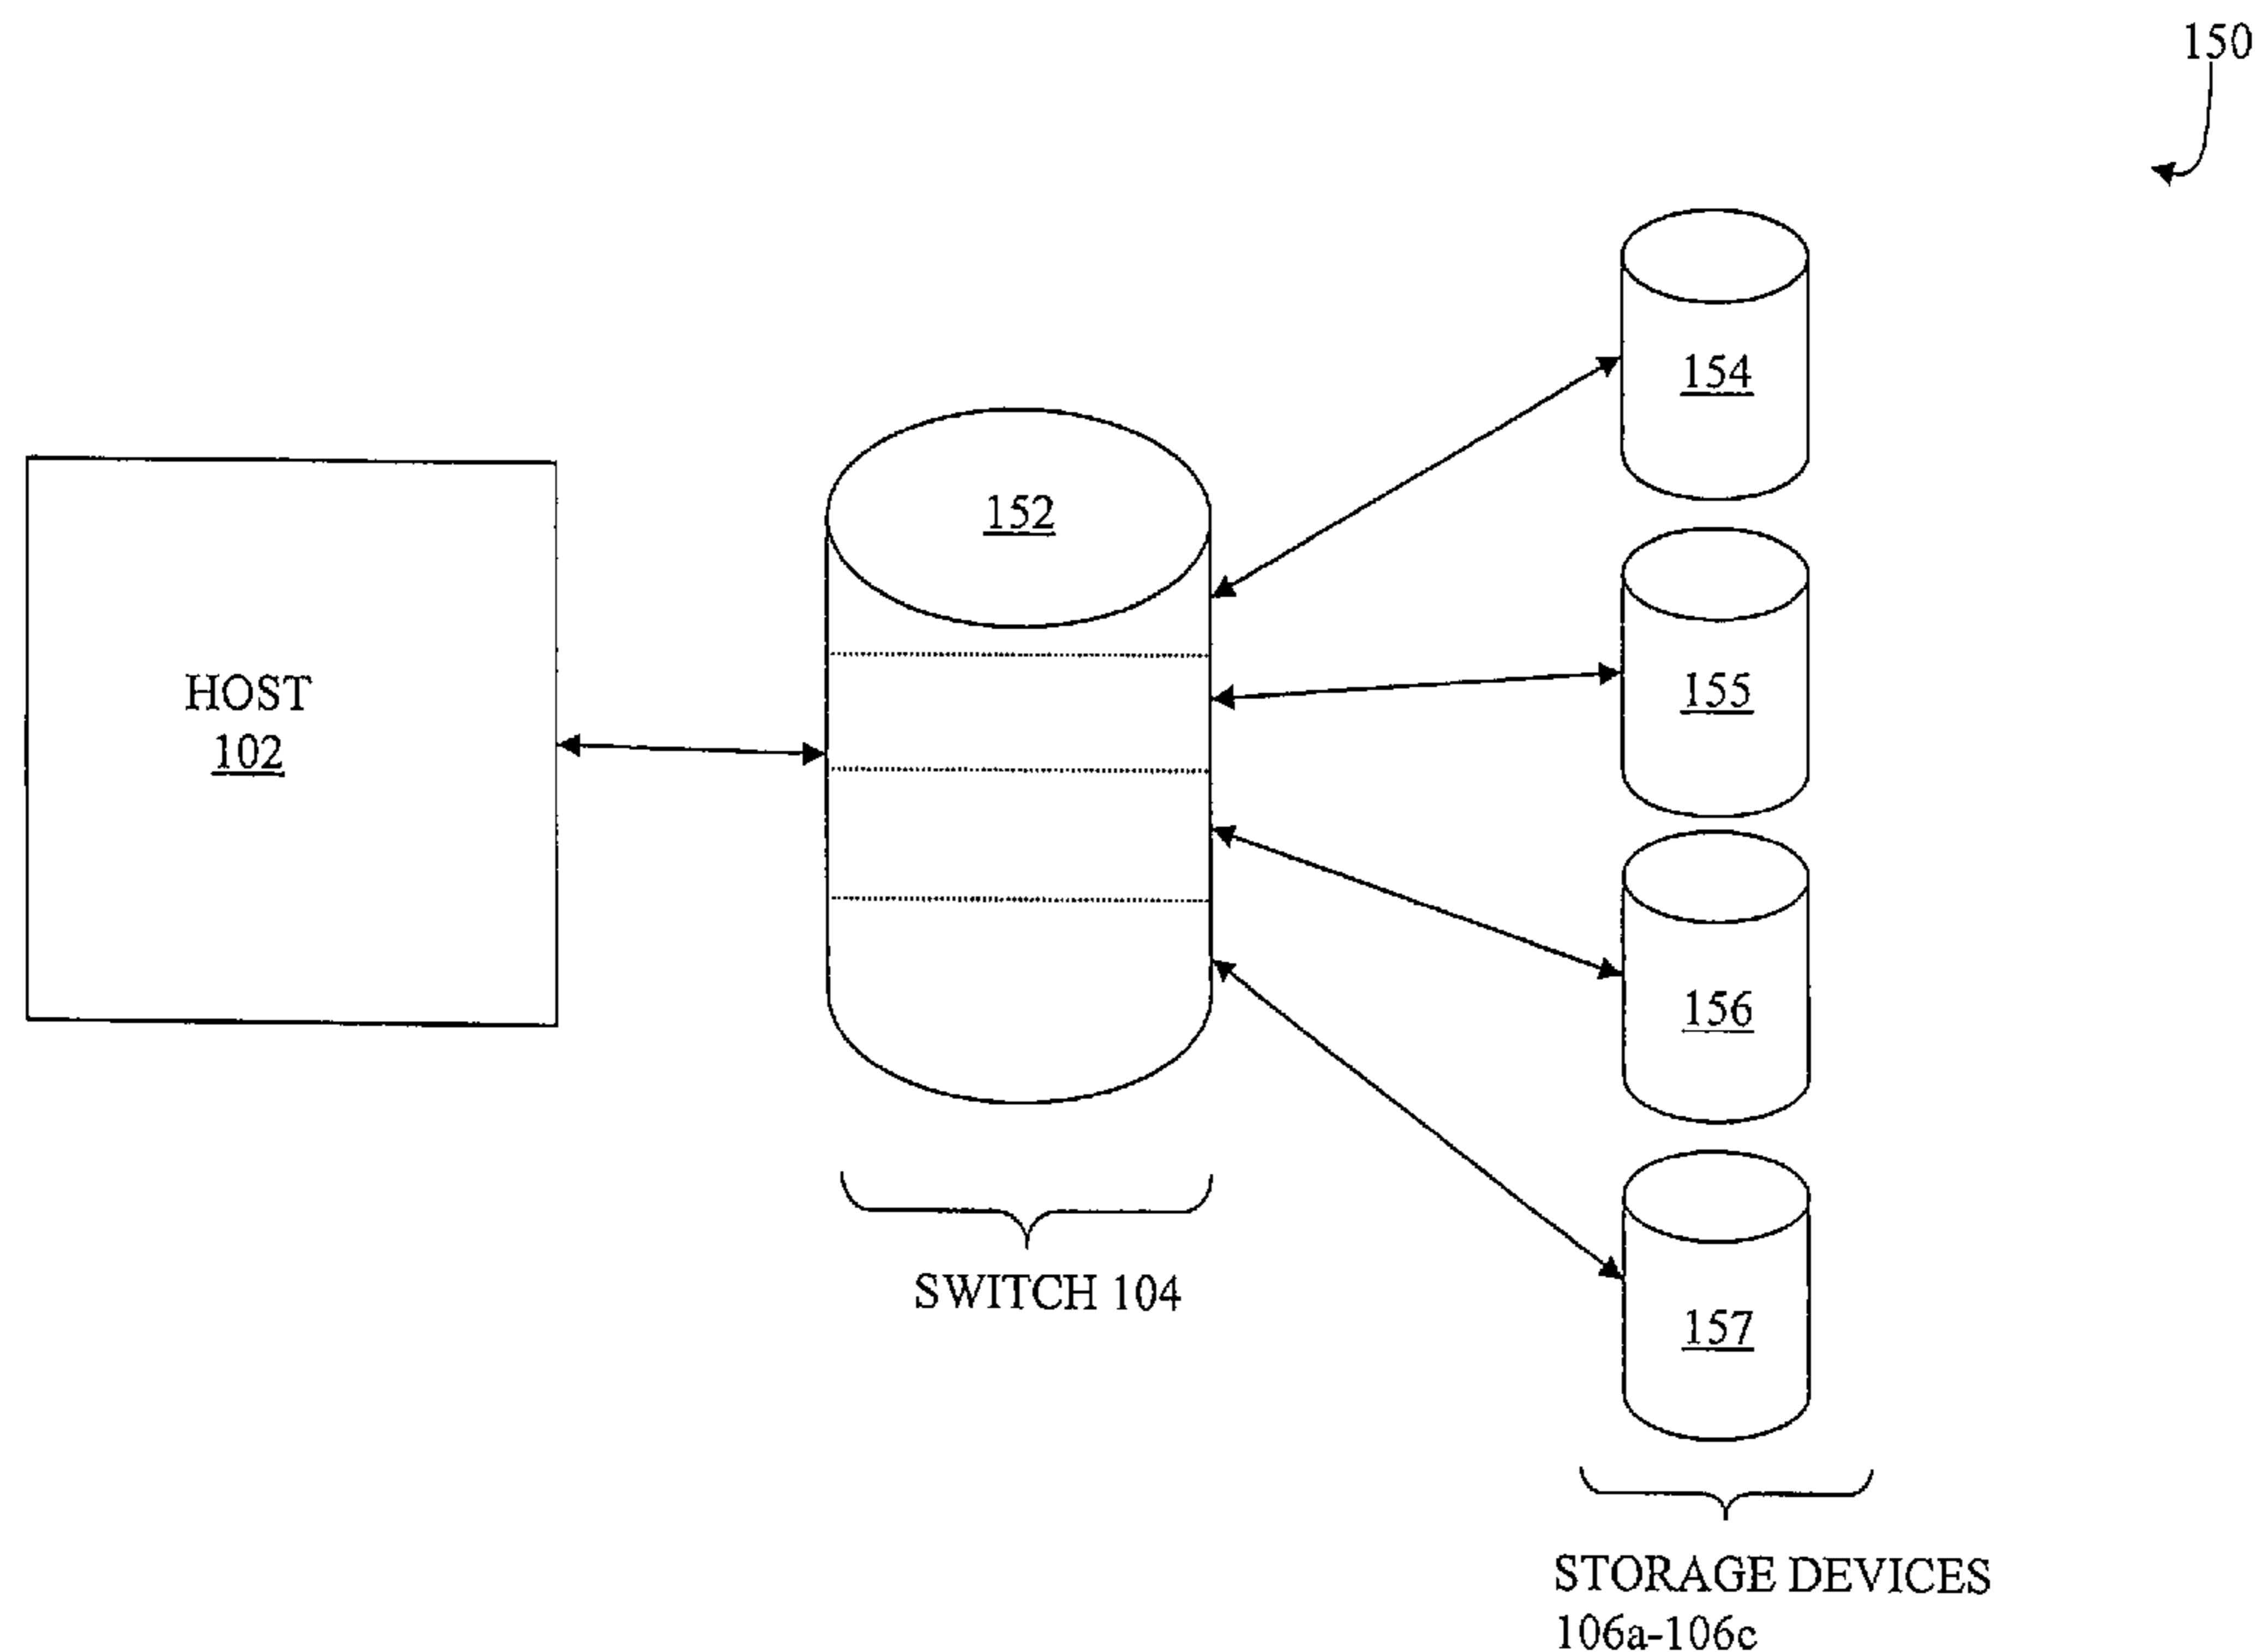 150
154
152
155
HOST
102
156
157
SWITCH 104
STORAGE DEVICES
106a-106c